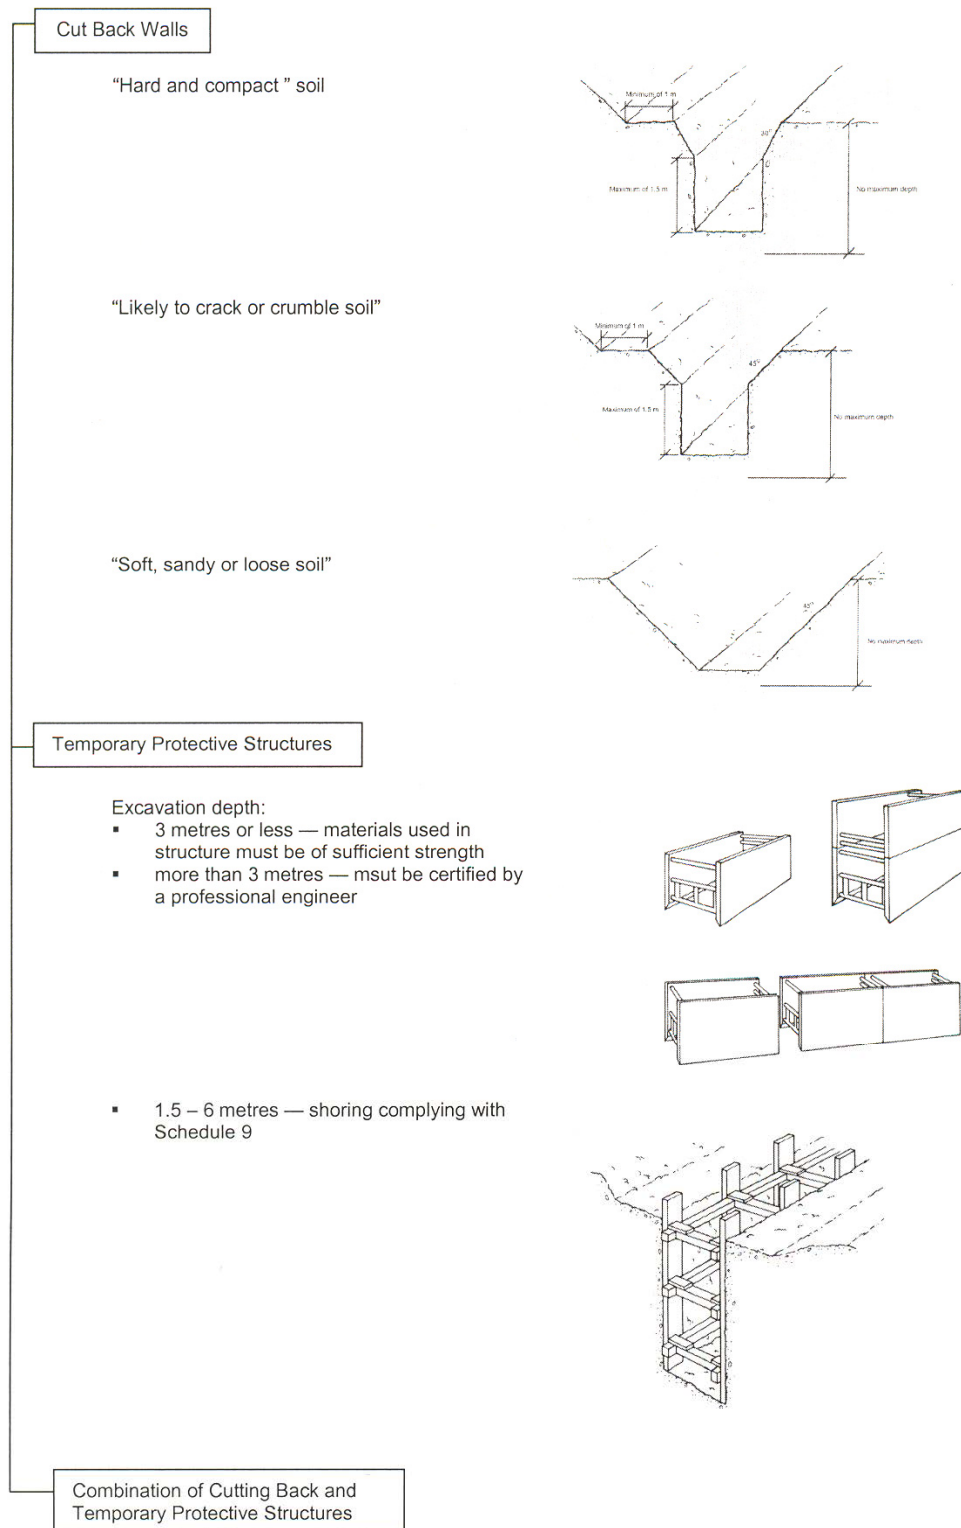 Cut Back Walls
“Hard and compact ” soil
Minimum of 1 m
30°
Maximum of 1.5 m
No maximum depth
“Likely to crack or crumble soil”
Minimum of 1 m
45°
Maximum of 1.5 m
No maximum depth
“Soft, sandy or loose soil”
45°
No maximum depth
Temporary Protective Structures
Excavation depth:
▪ 3 metres or less — materials used in
structure must be of sufficient strength
▪ more than 3 metres — msut be certified by
a professional engineer
▪ 1.5 – 6 metres — shoring complying with
Schedule 9
Combination of Cutting Back and
Temporary Protective Structures